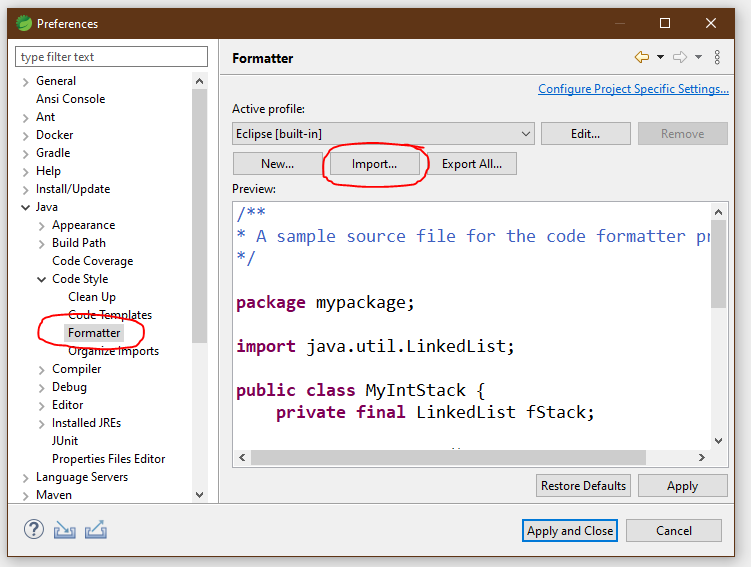 Preferences
type filter text
General
Ansi Console
Ant
Docker
Gradle
Help
Install/Update
Java
Appearance
Build Path
Code Coverage
Code Style
Clean Up
Code Templates
Formatter
Organize Imports
Compiler
Debug
Editor
Installed JREs
JUnit
Properties Files Editor
Language Servers
Maven
Formatter
Configure Project Specific Settings...
Active profile:
Eclipse [built-in]
Edit...
Remove
New...
Import...
Export All...
Preview:
/**
* A sample source file for the code formatter pr
*/
package mypackage;
import java.util.LinkedList;
public class MyIntStack {
private final LinkedList fStack;
Restore Defaults
Apply
?
Apply and Close
Cancel